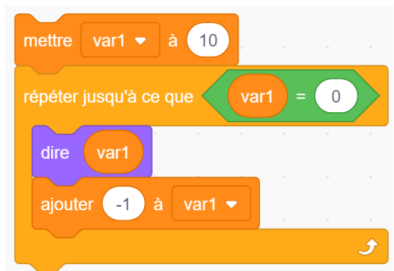 mettre var1 à 10
répéter jusqu'à ce que var1 = 0
dire var1
ajouter -1 à var1